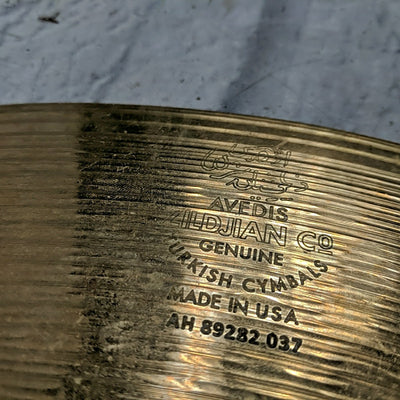 AVEDIS
ZILDJIAN CO
GENUINE
TURKISH CYMBALS
MADE IN USA
AH 89282 037